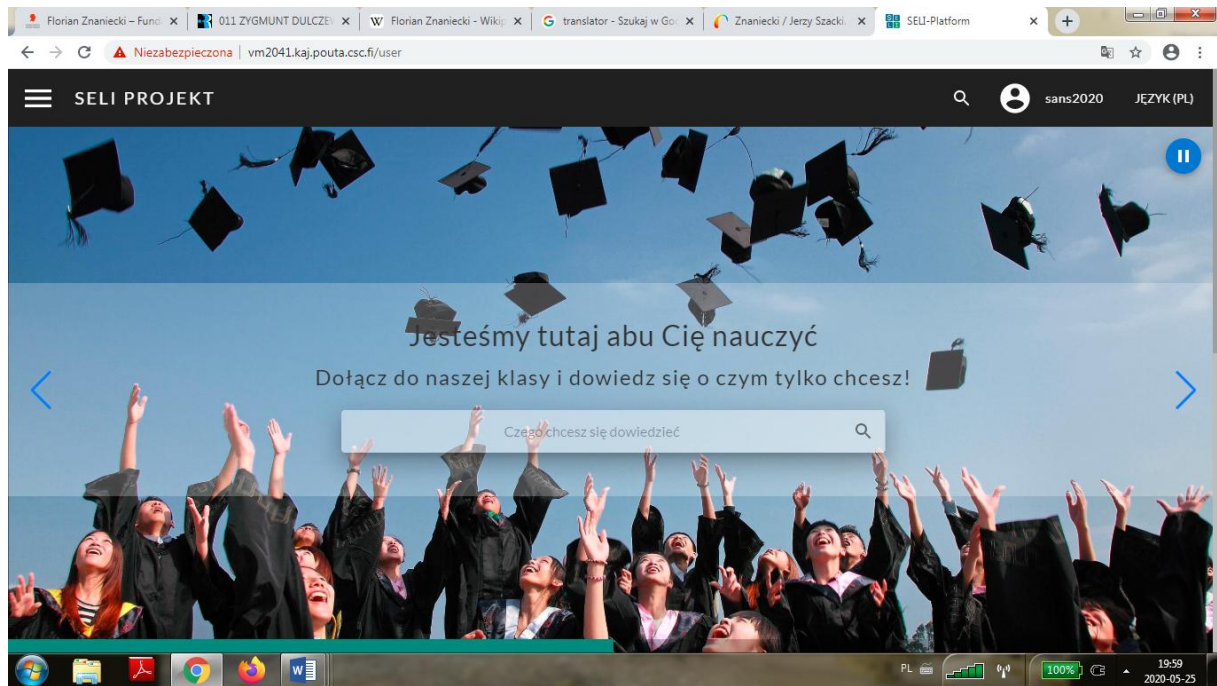 Florian Znaniecki – Fund
011 ZYGMUNT DULCZE
Florian Znaniecki - Wikip
translator - Szukaj w Goo
Znaniecki / Jerzy Szacki.
SELI-Platform
Niezabezpieczona | vm2041.kaj.pouta.csc.fi/user
SELI PROJEKT
sans2020
JĘZYK (PL)
Jesteśmy tutaj abu Cię nauczyć
Dołącz do naszej klasy i dowiedz się o czym tylko chcesz!
Czego chcesz się dowiedzieć
PL
100%
19:59
2020-05-25